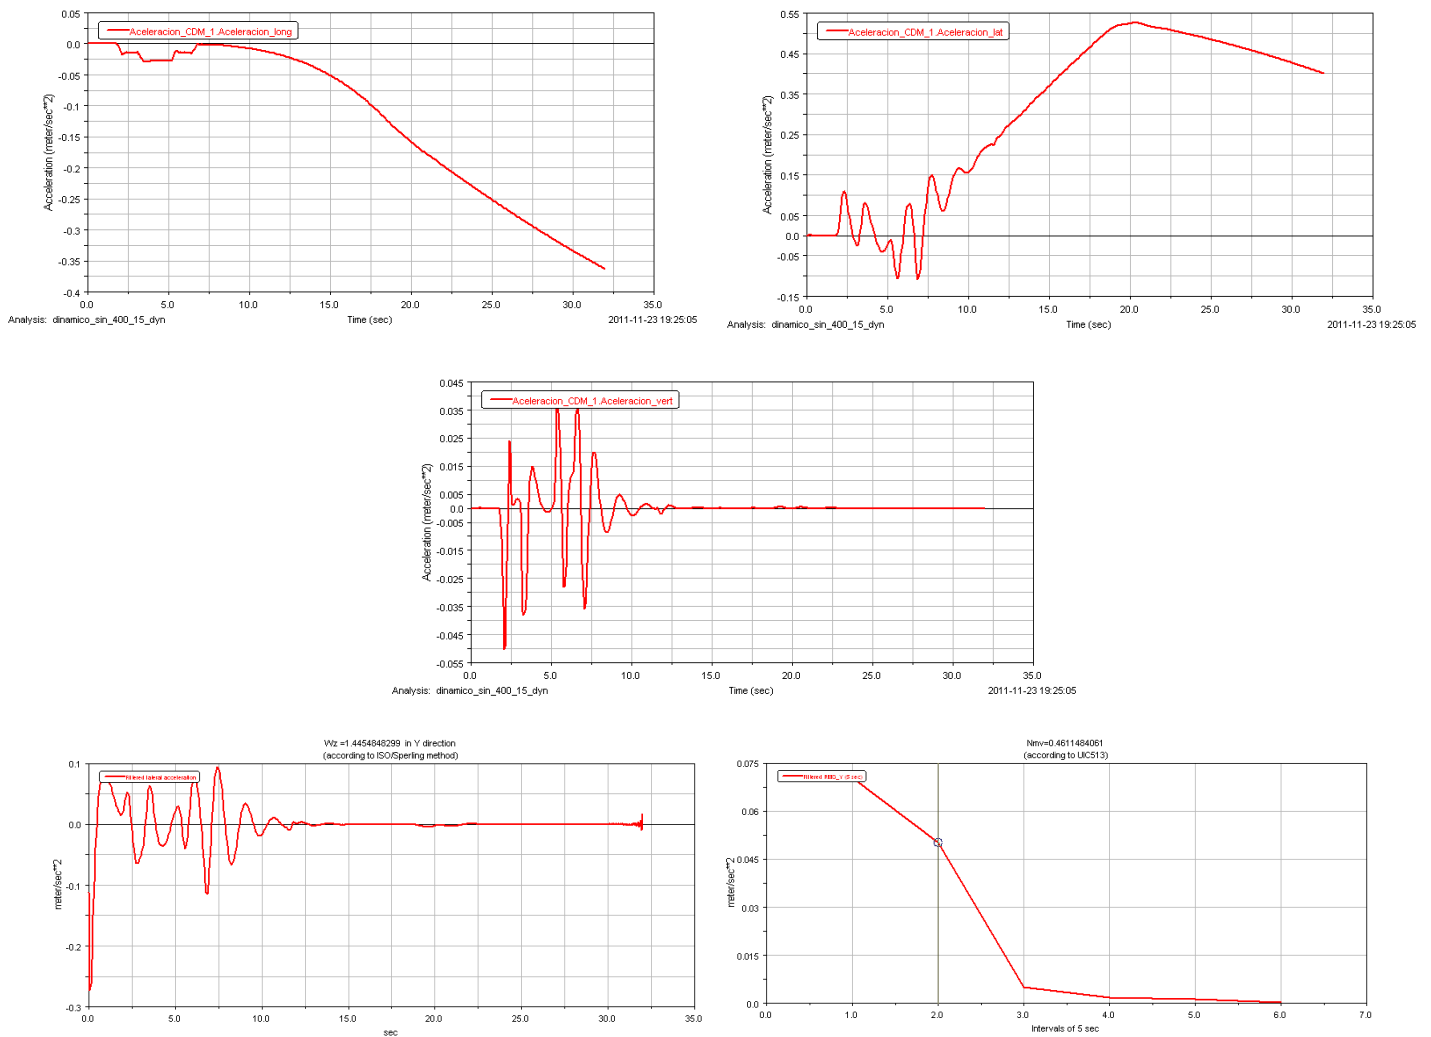 Aceleracion_CDM_1.Aceleracion_long
Acceleration (meter/sec**2)
0.05
0.0
-0.05
-0.1
-0.15
-0.2
-0.25
-0.3
-0.35
-0.4
0.0 5.0 10.0 15.0 20.0 25.0 30.0 35.0
Analysis: dinamico_sin_400_15_dyn Time (sec) 2011-11-23 19:25:05
Aceleracion_CDM_1.Aceleracion_lat
Acceleration (meter/sec**2)
0.55
0.45
0.35
0.25
0.15
0.05
0.0
-0.05
-0.15
0.0 5.0 10.0 15.0 20.0 25.0 30.0 35.0
Analysis: dinamico_sin_400_15_dyn Time (sec) 2011-11-23 19:25:05
Aceleracion_CDM_1.Aceleracion_vert
Acceleration (meter/sec**2)
0.045
0.035
0.025
0.015
0.005
0.0
-0.005
-0.015
-0.025
-0.035
-0.045
-0.055
0.0 5.0 10.0 15.0 20.0 25.0 30.0 35.0
Analysis: dinamico_sin_400_15_dyn Time (sec) 2011-11-23 19:25:05
Wz =1.4454848299 in Y direction
(according to ISO/Sperling method)
Filtered lateral acceleration
meter/sec**2
0.1
0.0
-0.1
-0.2
-0.3
0.0 5.0 10.0 15.0 20.0 25.0 30.0 35.0
sec
Nmv=0.4611484061
(according to UIC513)
Filtered RMS_Y (5 sec)
meter/sec**2
0.075
0.06
0.045
0.03
0.015
0.0
0.0 1.0 2.0 3.0 4.0 5.0 6.0 7.0
Intervals of 5 sec